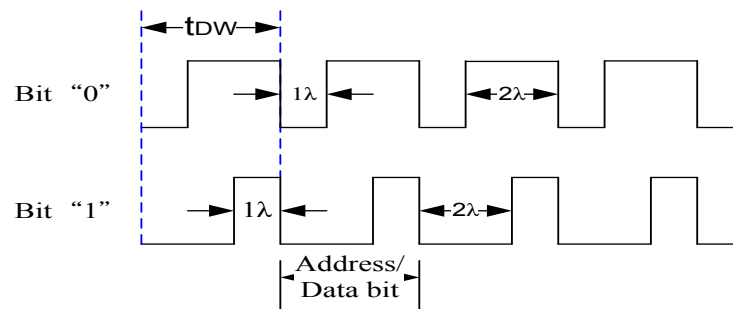 tDW
Bit “0”
1λ
2λ
Bit “1”
1λ
2λ
Address/
Data bit